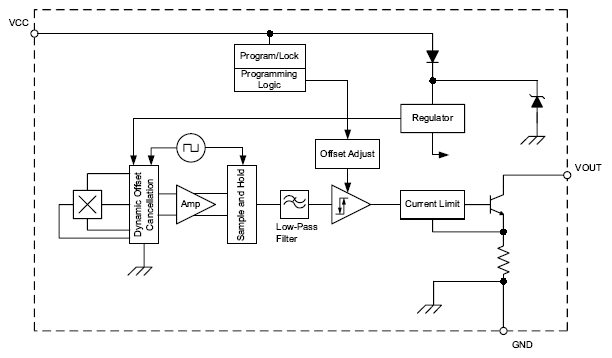 VCC
Program/Lock
Programming
Logic
Regulator
Offset Adjust
VOUT
Dynamic Offset
Cancellation
Amp
Sample and Hold
Low-Pass
Filter
Current Limit
GND